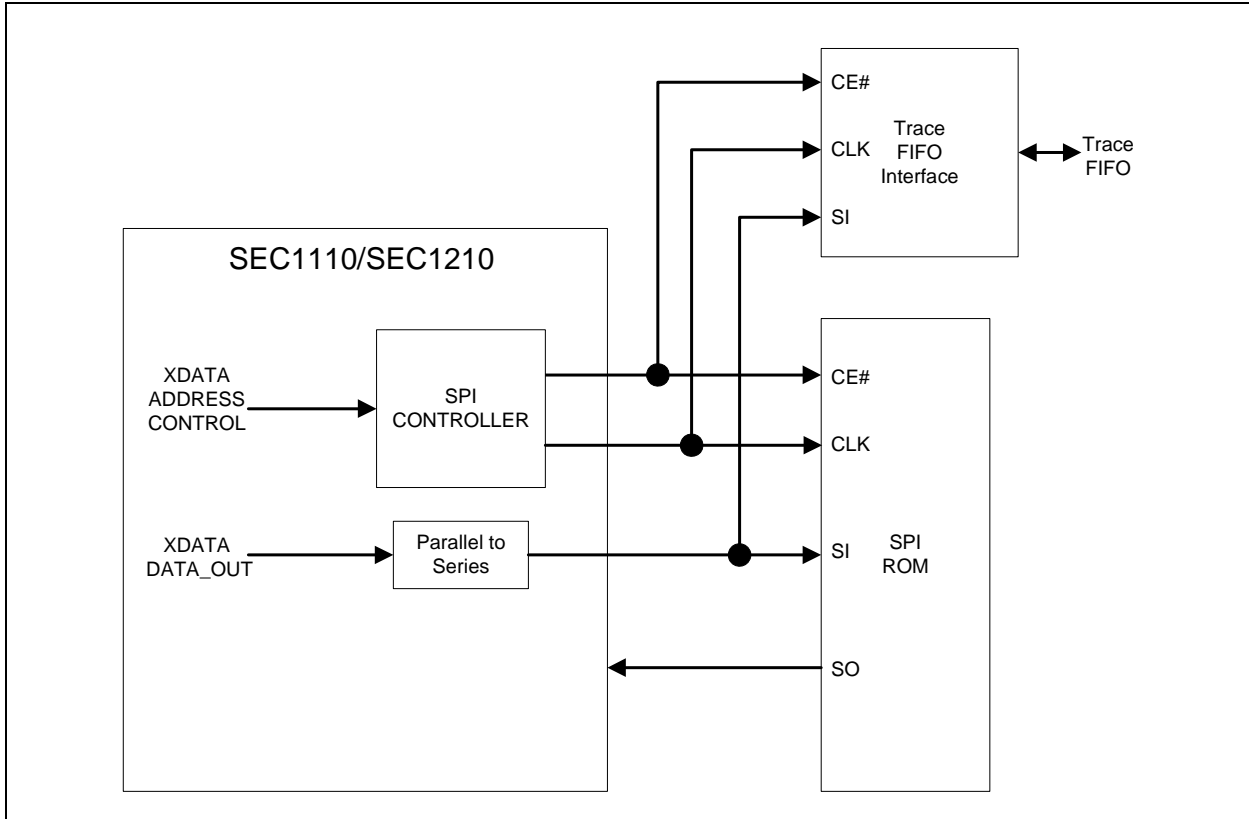 CE#
CLK
SI
Trace
FIFO
Interface
Trace
FIFO
SEC1110/SEC1210
XDATA
ADDRESS
CONTROL
SPI
CONTROLLER
XDATA
DATA_OUT
Parallel to
Series
CE#
CLK
SI
SO
SPI
ROM